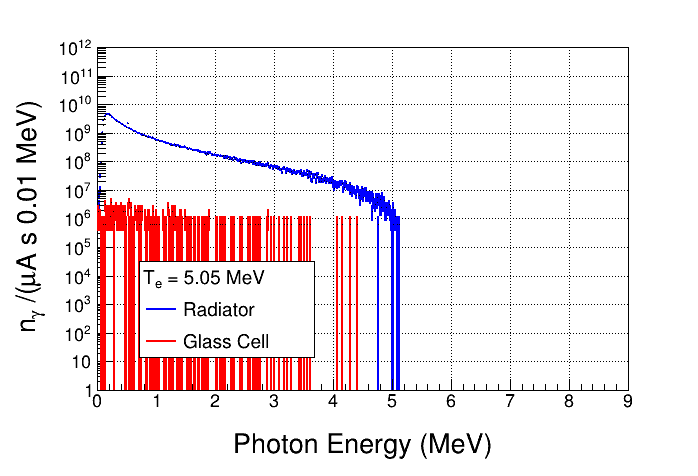 10¹²
10¹¹
10¹⁰
10⁹
10⁸
10⁷
10⁶
10⁵
10⁴
10³
10²
10
1
n_γ /(μA s 0.01 MeV)
T_e = 5.05 MeV
Radiator
Glass Cell
0 1 2 3 4 5 6 7 8 9
Photon Energy (MeV)